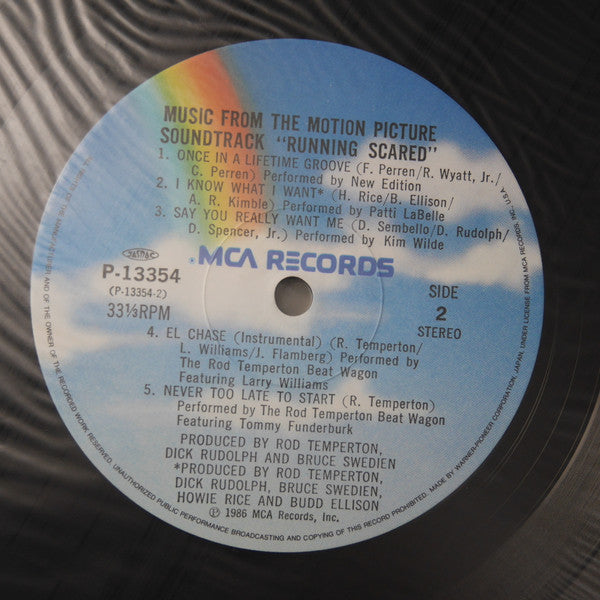 MUSIC FROM THE MOTION PICTURE
SOUNDTRACK "RUNNING SCARED"
1. ONCE IN A LIFETIME GROOVE (F. Perren/R. Wyatt, Jr./
C. Perren) Performed by New Edition
2. I KNOW WHAT I WANT* (H. Rice/B. Ellison/
A. R. Kimble) Performed by Patti LaBelle
3. SAY YOU REALLY WANT ME (D. Sembello/D. Rudolph/
D. Spencer, Jr.) Performed by Kim Wilde
MCA RECORDS
JASRAC
P-13354
(P-13354-2)
33⅓RPM
SIDE
2
STEREO
4. EL CHASE (Instrumental) (R. Temperton/
L. Williams/J. Flamberg) Performed by
The Rod Temperton Beat Wagon
Featuring Larry Williams
5. NEVER TOO LATE TO START (R. Temperton)
Performed by The Rod Temperton Beat Wagon
Featuring Tommy Funderburk
PRODUCED BY ROD TEMPERTON,
DICK RUDOLPH AND BRUCE SWEDIEN
*PRODUCED BY ROD TEMPERTON,
DICK RUDOLPH, BRUCE SWEDIEN,
HOWIE RICE AND BUDD ELLISON
Ⓟ 1986 MCA Records, Inc.
AND OF THE OWNER OF THE RECORDED WORK RESERVED. UNAUTHORIZED PUBLIC PERFORMANCE BROADCASTING AND COPYING OF THIS RECORD PROHIBITED. MADE BY WARNER-PIONEER CORPORATION, JAPAN, UNDER LICENSE FROM MCA RECORDS, INC., U.S.A.